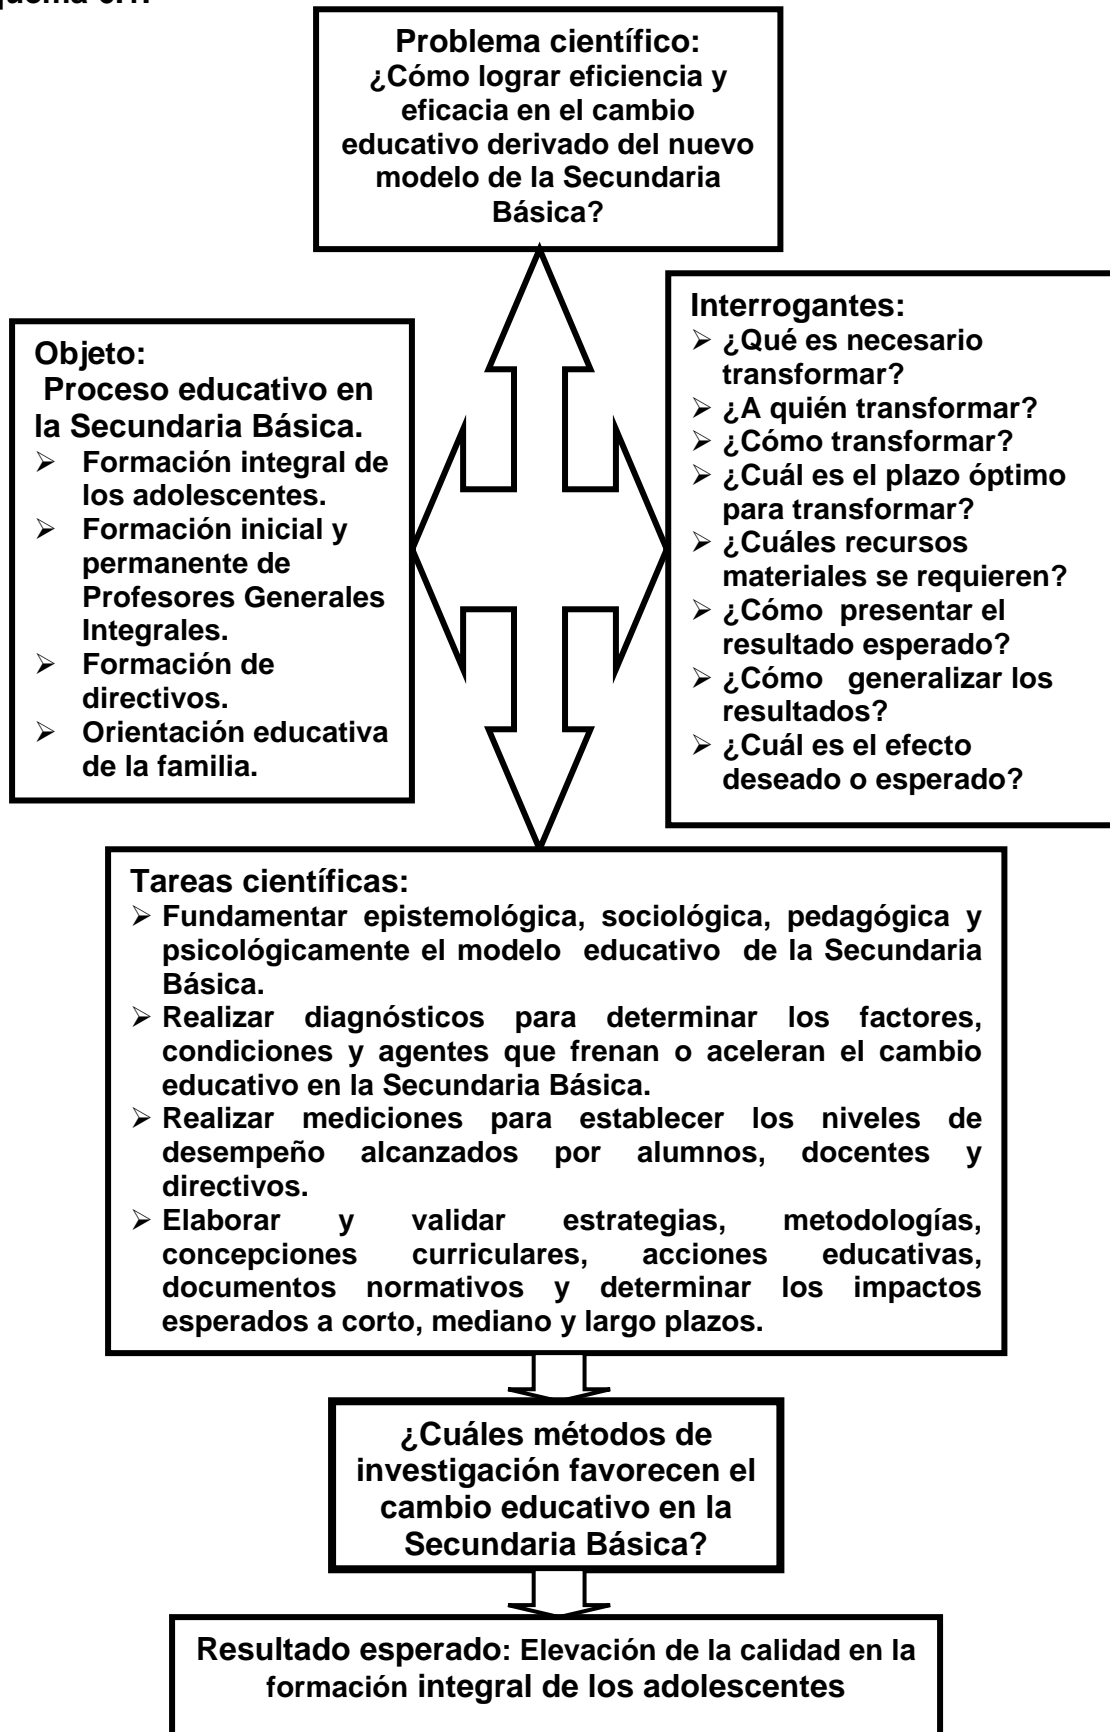 Problema científico:
¿Cómo lograr eficiencia y
eficacia en el cambio
educativo derivado del nuevo
modelo de la Secundaria
Básica?
Objeto:
Proceso educativo en
la Secundaria Básica.
➢ Formación integral de
los adolescentes.
➢ Formación inicial y
permanente de
Profesores Generales
Integrales.
➢ Formación de
directivos.
➢ Orientación educativa
de la familia.
Interrogantes:
➢ ¿Qué es necesario
transformar?
➢ ¿A quién transformar?
➢ ¿Cómo transformar?
➢ ¿Cuál es el plazo óptimo
para transformar?
➢ ¿Cuáles recursos
materiales se requieren?
➢ ¿Cómo presentar el
resultado esperado?
➢ ¿Cómo generalizar los
resultados?
➢ ¿Cuál es el efecto
deseado o esperado?
Tareas científicas:
➢ Fundamentar epistemológica, sociológica, pedagógica y
psicológicamente el modelo educativo de la Secundaria
Básica.
➢ Realizar diagnósticos para determinar los factores,
condiciones y agentes que frenan o aceleran el cambio
educativo en la Secundaria Básica.
➢ Realizar mediciones para establecer los niveles de
desempeño alcanzados por alumnos, docentes y
directivos.
➢ Elaborar y validar estrategias, metodologías,
concepciones curriculares, acciones educativas,
documentos normativos y determinar los impactos
esperados a corto, mediano y largo plazos.
¿Cuáles métodos de
investigación favorecen el
cambio educativo en la
Secundaria Básica?
Resultado esperado: Elevación de la calidad en la
formación integral de los adolescentes